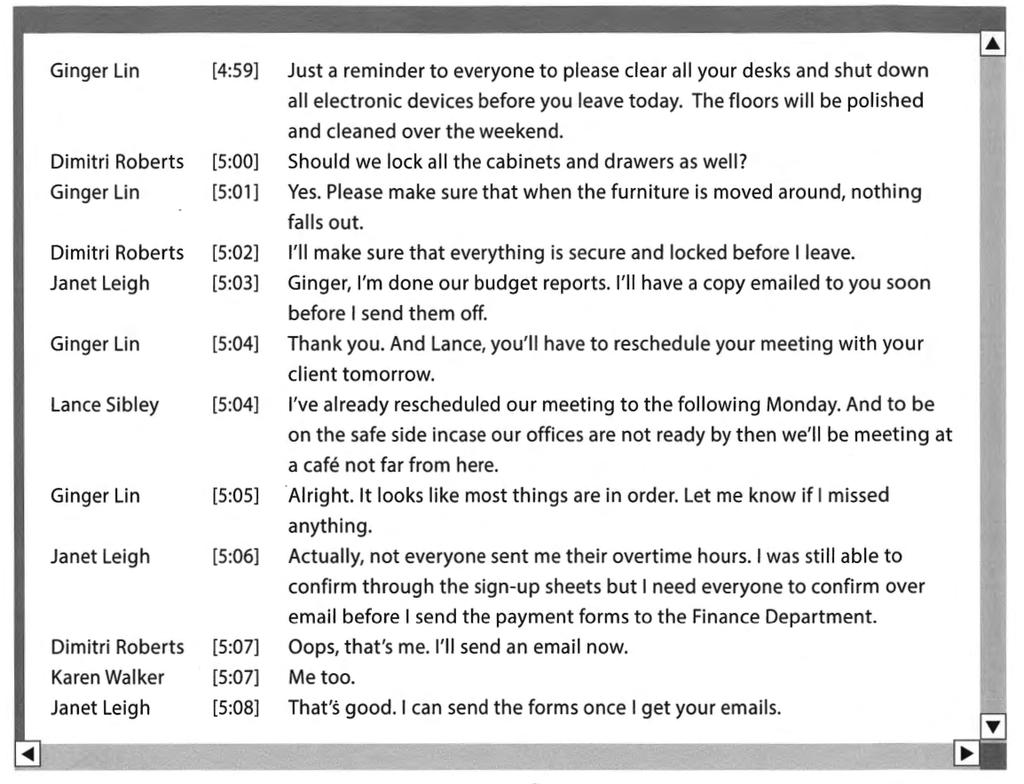 Ginger Lin [4:59] Just a reminder to everyone to please clear all your desks and shut down
all electronic devices before you leave today. The floors will be polished
and cleaned over the weekend.
Dimitri Roberts [5:00] Should we lock all the cabinets and drawers as well?
Ginger Lin [5:01] Yes. Please make sure that when the furniture is moved around, nothing
falls out.
Dimitri Roberts [5:02] I'll make sure that everything is secure and locked before I leave.
Janet Leigh [5:03] Ginger, I'm done our budget reports. I'll have a copy emailed to you soon
before I send them off.
Ginger Lin [5:04] Thank you. And Lance, you'll have to reschedule your meeting with your
client tomorrow.
Lance Sibley [5:04] I've already rescheduled our meeting to the following Monday. And to be
on the safe side incase our offices are not ready by then we'll be meeting at
a café not far from here.
Ginger Lin [5:05] Alright. It looks like most things are in order. Let me know if I missed
anything.
Janet Leigh [5:06] Actually, not everyone sent me their overtime hours. I was still able to
confirm through the sign-up sheets but I need everyone to confirm over
email before I send the payment forms to the Finance Department.
Dimitri Roberts [5:07] Oops, that's me. I'll send an email now.
Karen Walker [5:07] Me too.
Janet Leigh [5:08] That's good. I can send the forms once I get your emails.